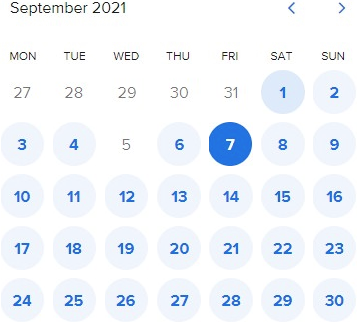 September 2021
MON TUE WED THU FRI SAT SUN
27 28 29 30 31 1 2
3 4 5 6 7 8 9
10 11 12 13 14 15 16
17 18 19 20 21 22 23
24 25 26 27 28 29 30